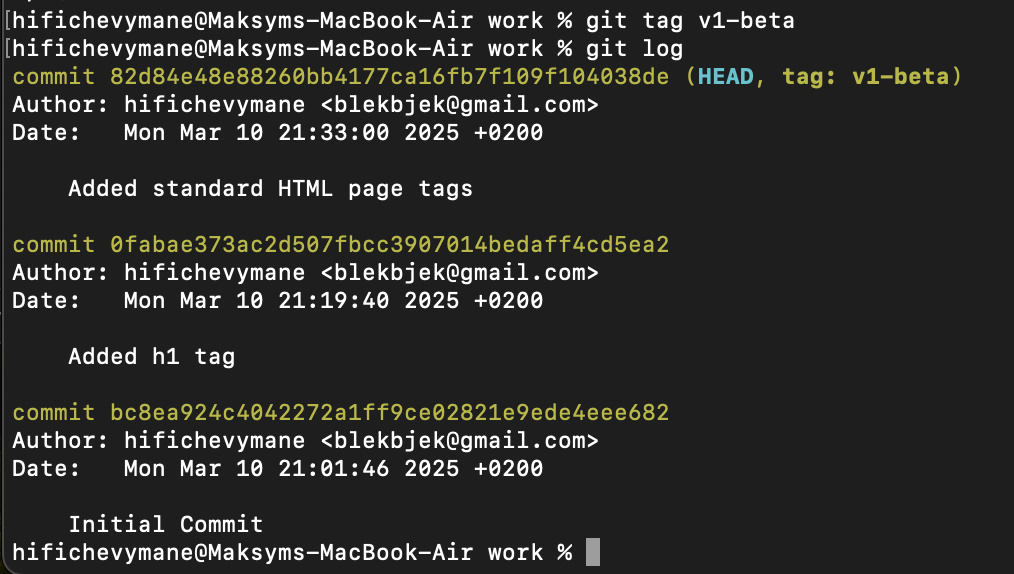 [hifichevymane@Maksyms-MacBook-Air work % git tag v1-beta
[hifichevymane@Maksyms-MacBook-Air work % git log
commit 82d84e48e88260bb4177ca16fb7f109f104038de (HEAD, tag: v1-beta)
Author: hifichevymane <blekbjek@gmail.com>
Date:   Mon Mar 10 21:33:00 2025 +0200

    Added standard HTML page tags

commit 0fabae373ac2d507fbcc3907014bedaff4cd5ea2
Author: hifichevymane <blekbjek@gmail.com>
Date:   Mon Mar 10 21:19:40 2025 +0200

    Added h1 tag

commit bc8ea924c4042272a1ff9ce02821e9ede4eee682
Author: hifichevymane <blekbjek@gmail.com>
Date:   Mon Mar 10 21:01:46 2025 +0200

    Initial Commit
hifichevymane@Maksyms-MacBook-Air work %